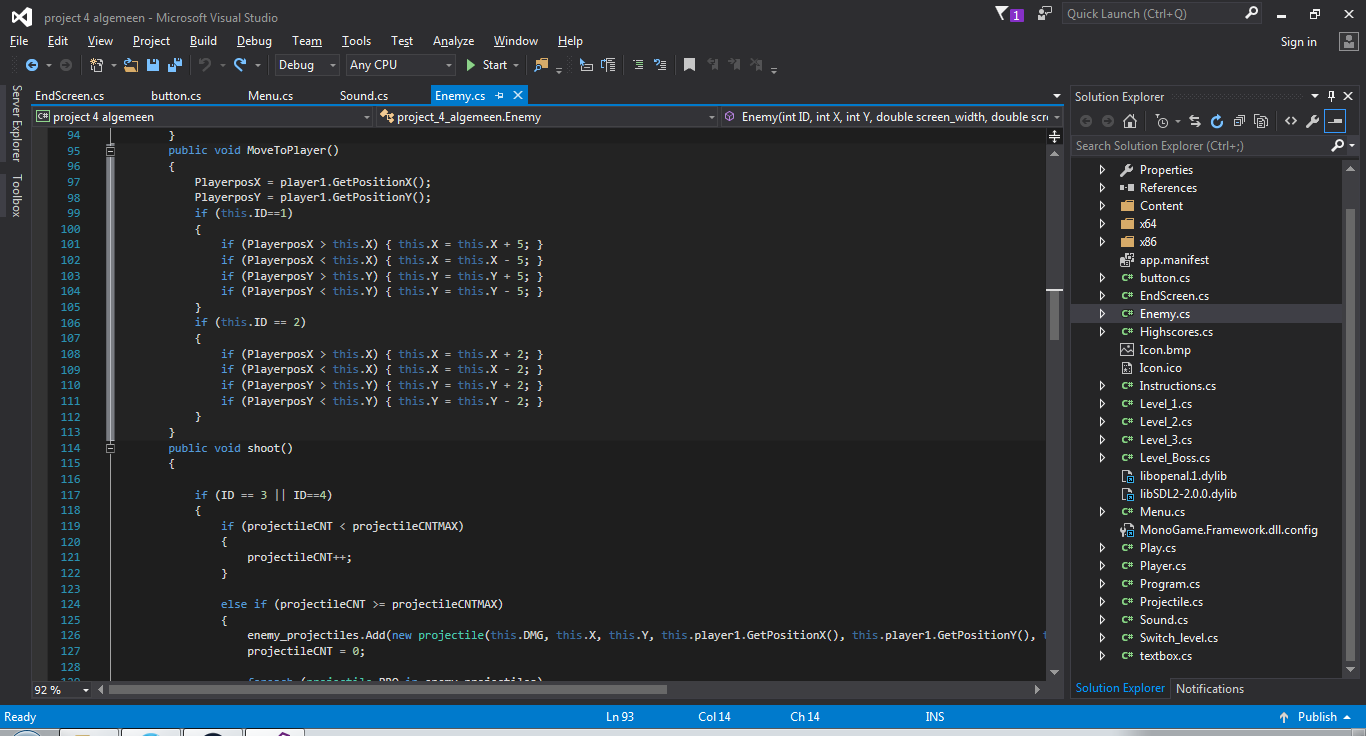 project 4 algemeen - Microsoft Visual Studio
1
Quick Launch (Ctrl+Q)
File Edit View Project Build Debug Team Tools Test Analyze Window Help
Sign in
Debug Any CPU Start
Server Explorer
Toolbox
EndScreen.cs button.cs Menu.cs Sound.cs Enemy.cs
project 4 algemeen project_4_algemeen.Enemy Enemy(int ID, int X, int Y, double screen_width, double scr
94 }
95 public void MoveToPlayer()
96 {
97 PlayerposX = player1.GetPositionX();
98 PlayerposY = player1.GetPositionY();
99 if (this.ID==1)
100 {
101 if (PlayerposX > this.X) { this.X = this.X + 5; }
102 if (PlayerposX < this.X) { this.X = this.X - 5; }
103 if (PlayerposY > this.Y) { this.Y = this.Y + 5; }
104 if (PlayerposY < this.Y) { this.Y = this.Y - 5; }
105 }
106 if (this.ID == 2)
107 {
108 if (PlayerposX > this.X) { this.X = this.X + 2; }
109 if (PlayerposX < this.X) { this.X = this.X - 2; }
110 if (PlayerposY > this.Y) { this.Y = this.Y + 2; }
111 if (PlayerposY < this.Y) { this.Y = this.Y - 2; }
112 }
113 }
114 public void shoot()
115 {
116
117 if (ID == 3 || ID==4)
118 {
119 if (projectileCNT < projectileCNTMAX)
120 {
121 projectileCNT++;
122 }
123
124 else if (projectileCNT >= projectileCNTMAX)
125 {
126 enemy_projectiles.Add(new projectile(this.DMG, this.X, this.Y, this.player1.GetPositionX(), this.player1.GetPositionY(),
127 projectileCNT = 0;
128
92 %
Solution Explorer
Search Solution Explorer (Ctrl+;)
Properties
References
Content
x64
x86
app.manifest
button.cs
EndScreen.cs
Enemy.cs
Highscores.cs
Icon.bmp
Icon.ico
Instructions.cs
Level_1.cs
Level_2.cs
Level_3.cs
Level_Boss.cs
libopenal.1.dylib
libSDL2-2.0.0.dylib
Menu.cs
MonoGame.Framework.dll.config
Play.cs
Player.cs
Program.cs
Projectile.cs
Sound.cs
Switch_level.cs
textbox.cs
Solution Explorer Notifications
Ready Ln 93 Col 14 Ch 14 INS Publish